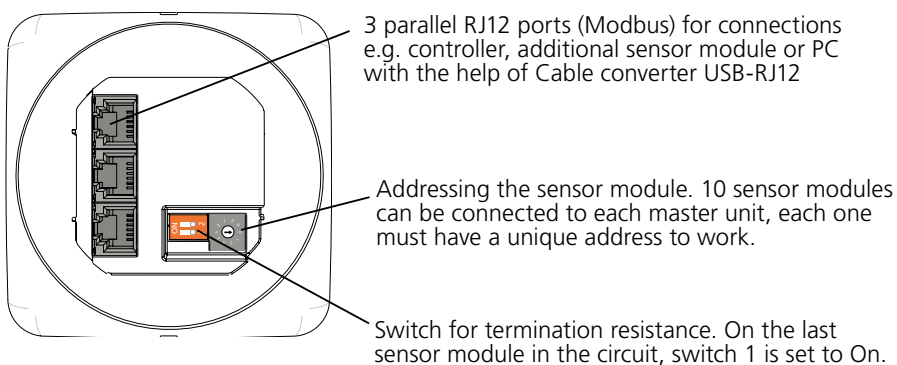 3 parallel RJ12 ports (Modbus) for connections
e.g. controller, additional sensor module or PC
with the help of Cable converter USB-RJ12
Addressing the sensor module. 10 sensor modules
can be connected to each master unit, each one
must have a unique address to work.
ON
2
Switch for termination resistance. On the last
sensor module in the circuit, switch 1 is set to On.